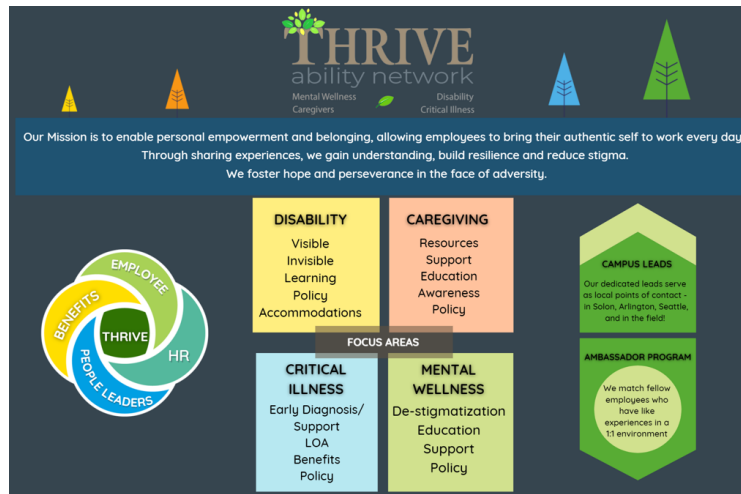 THRIVE
ability network
Mental Wellness
Caregivers
Disability
Critical Illness
Our Mission is to enable personal empowerment and belonging, allowing employees to bring their authentic self to work every day
Through sharing experiences, we gain understanding, build resilience and reduce stigma.
We foster hope and perseverance in the face of adversity.
EMPLOYEE
BENEFITS
THRIVE
HR
PEOPLE LEADERS
DISABILITY
Visible
Invisible
Learning
Policy
Accommodations
CAREGIVING
Resources
Support
Education
Awareness
Policy
FOCUS AREAS
CRITICAL
ILLNESS
Early Diagnosis/
Support
LOA
Benefits
Policy
MENTAL
WELLNESS
De-stigmatization
Education
Support
Policy
CAMPUS LEADS
Our dedicated leads serve
as local points of contact -
in Solon, Arlington, Seattle,
and in the field!
AMBASSADOR PROGRAM
We match fellow
employees who
have like
experiences in a
1:1 environment